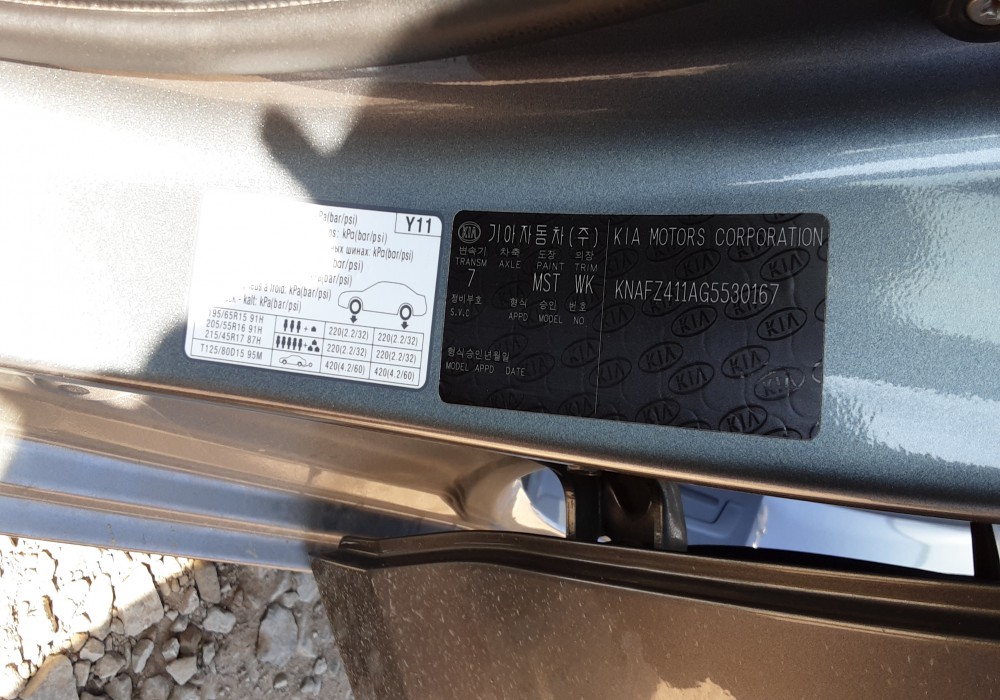 Y11
Pa(bar/psi)
kPa(bar/psi)
шинах: kPa(bar/psi)
(bar/psi)
kPa(bar/psi)
froid: kPa(bar/psi)
kalt: kPa(bar/psi)
195/65R15 91H
205/55R16 91H
215/45R17 87H
T125/80D15 95M
220(2.2/32) 220(2.2/32)
220(2.2/32) 220(2.2/32)
420(4.2/60) 420(4.2/60)
KIA 기아자동차(주) KIA MOTORS CORPORATION
변속기 차축 도장 의장
TRANSM AXLE PAINT TRIM
7 MST WK
KNAFZ411AG5530167
정비부호 형식 승인 번호
S.V.C APPD MODEL NO
형식승인년월일
MODEL APPD DATE